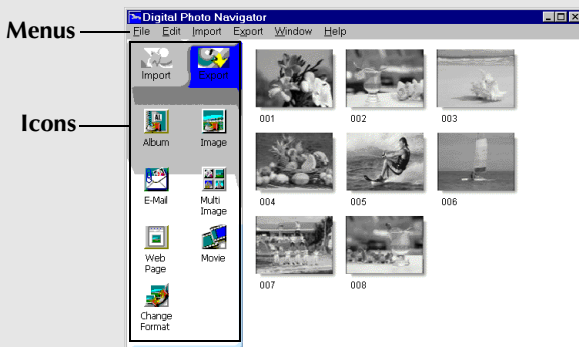 Digital Photo Navigator
Menus
File Edit Import Export Window Help
Import Export
001 002 003
Icons
Album Image
004 005 006
E-Mail Multi Image
Web Page Movie
007 008
Change Format